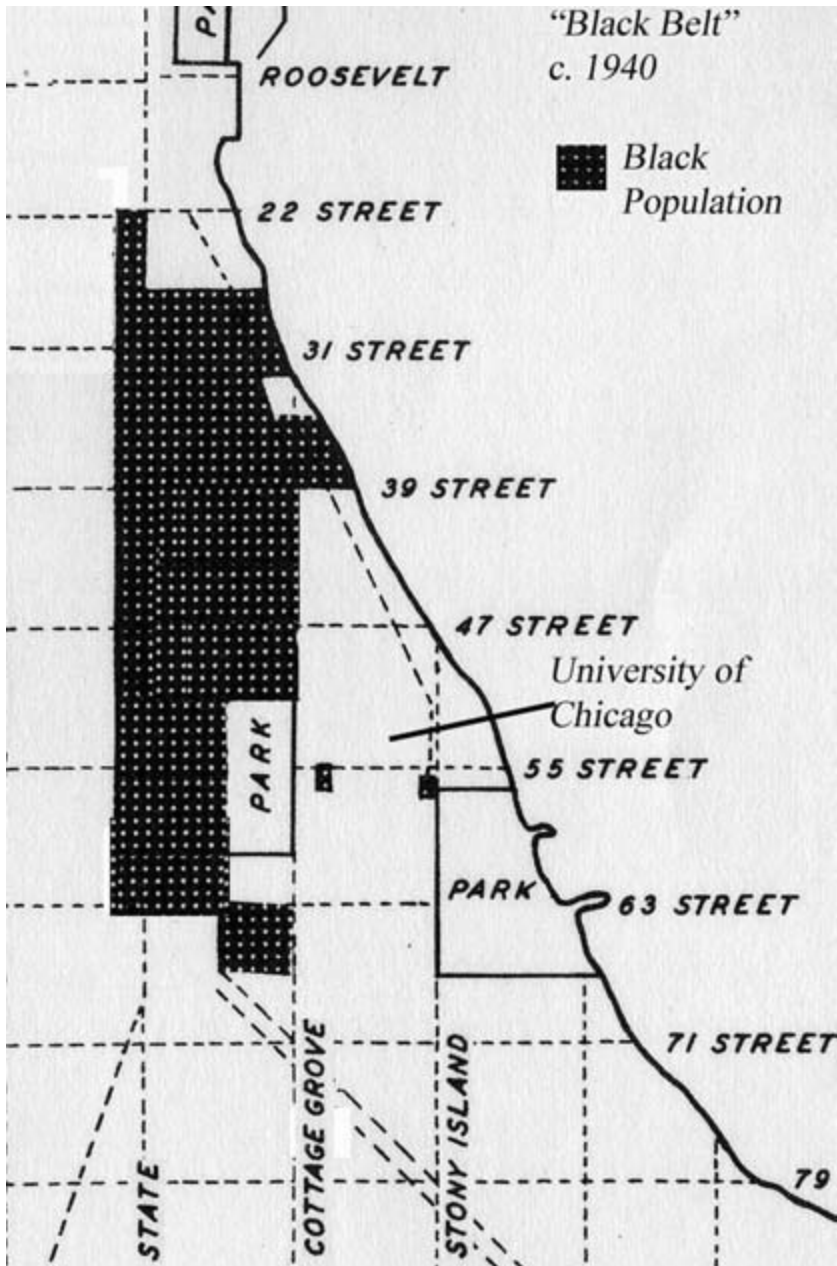 “Black Belt”
c. 1940
ROOSEVELT
Black
Population
22 STREET
31 STREET
39 STREET
47 STREET
University of
Chicago
PARK
55 STREET
PARK
63 STREET
71 STREET
COTTAGE GROVE
STONY ISLAND
STATE
79